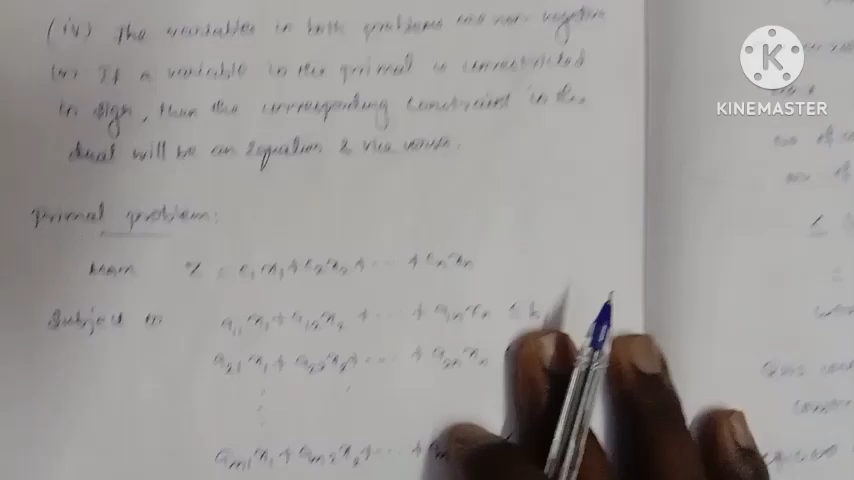 (iv) The variables in both problems are non-negative
(v) If a variable in the primal is unrestricted
in sign, then the corresponding constraint in the
dual will be an equation & vice versa.
Primal problem:
Maxm Z = c₁x₁ + c₂x₂ + ... + cₙxₙ
Subject to a₁₁x₁ + a₁₂x₂ + ... + a₁ₙxₙ ≤ b
a₂₁x₁ + a₂₂x₂ + ... + a₂ₙxₙ
aₘ₁x₁ + aₘ₂x₂ + ... +
KINEMASTER